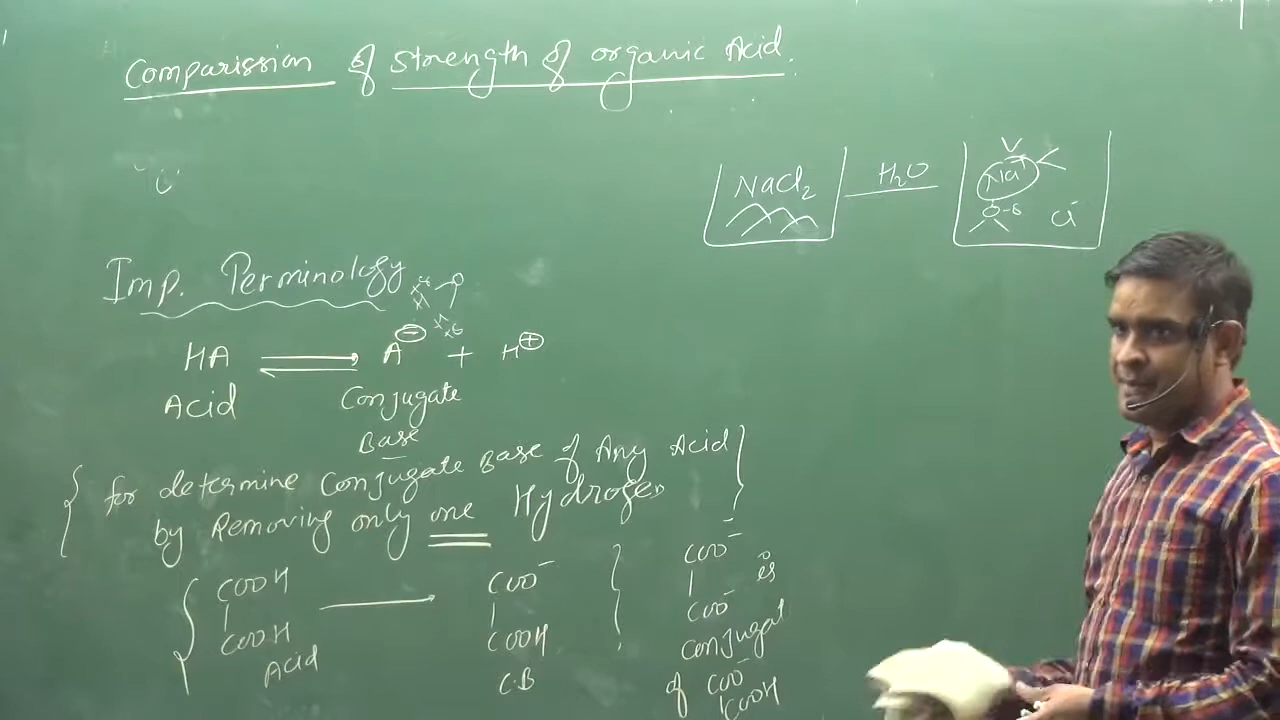 Comparission of strength of organic Acid.
NaCl2 H2O Na+
O-δ Cl-
Imp. Perminology
HA ⇌ A⊖ + H⊕
Acid Conjugate
Base
{ for determine Conjugate Base of Any Acid }
by Removing only one Hydrogen
{ COOH → COO- } COO- is
| | |
COOH COOH COO-
Acid C.B conjugat
of COO-
|
COOH